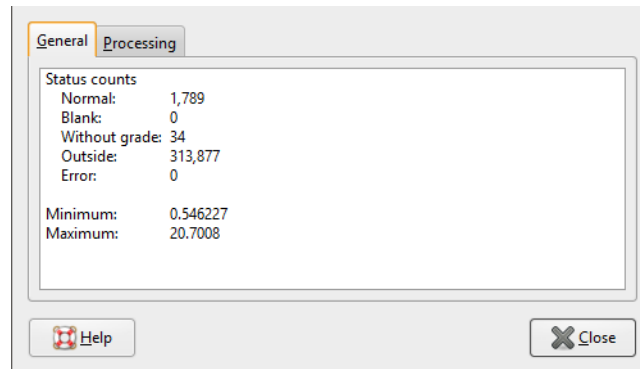 General Processing
Status counts
Normal: 1,789
Blank: 0
Without grade: 34
Outside: 313,877
Error: 0
Minimum: 0.546227
Maximum: 20.7008
Help Close